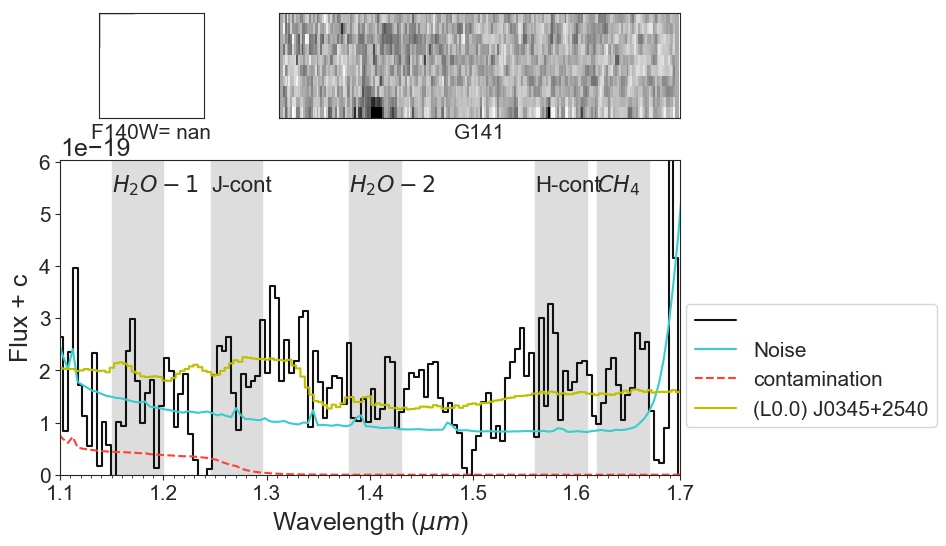 F140W= nan
G141
1e−19
H₂O − 1
J-cont
H₂O − 2
H-cont
CH₄
6
5
4
3
2
1
0
Flux + c
1.1
1.2
1.3
1.4
1.5
1.6
1.7
Wavelength (μm)
Noise
contamination
(L0.0) J0345+2540